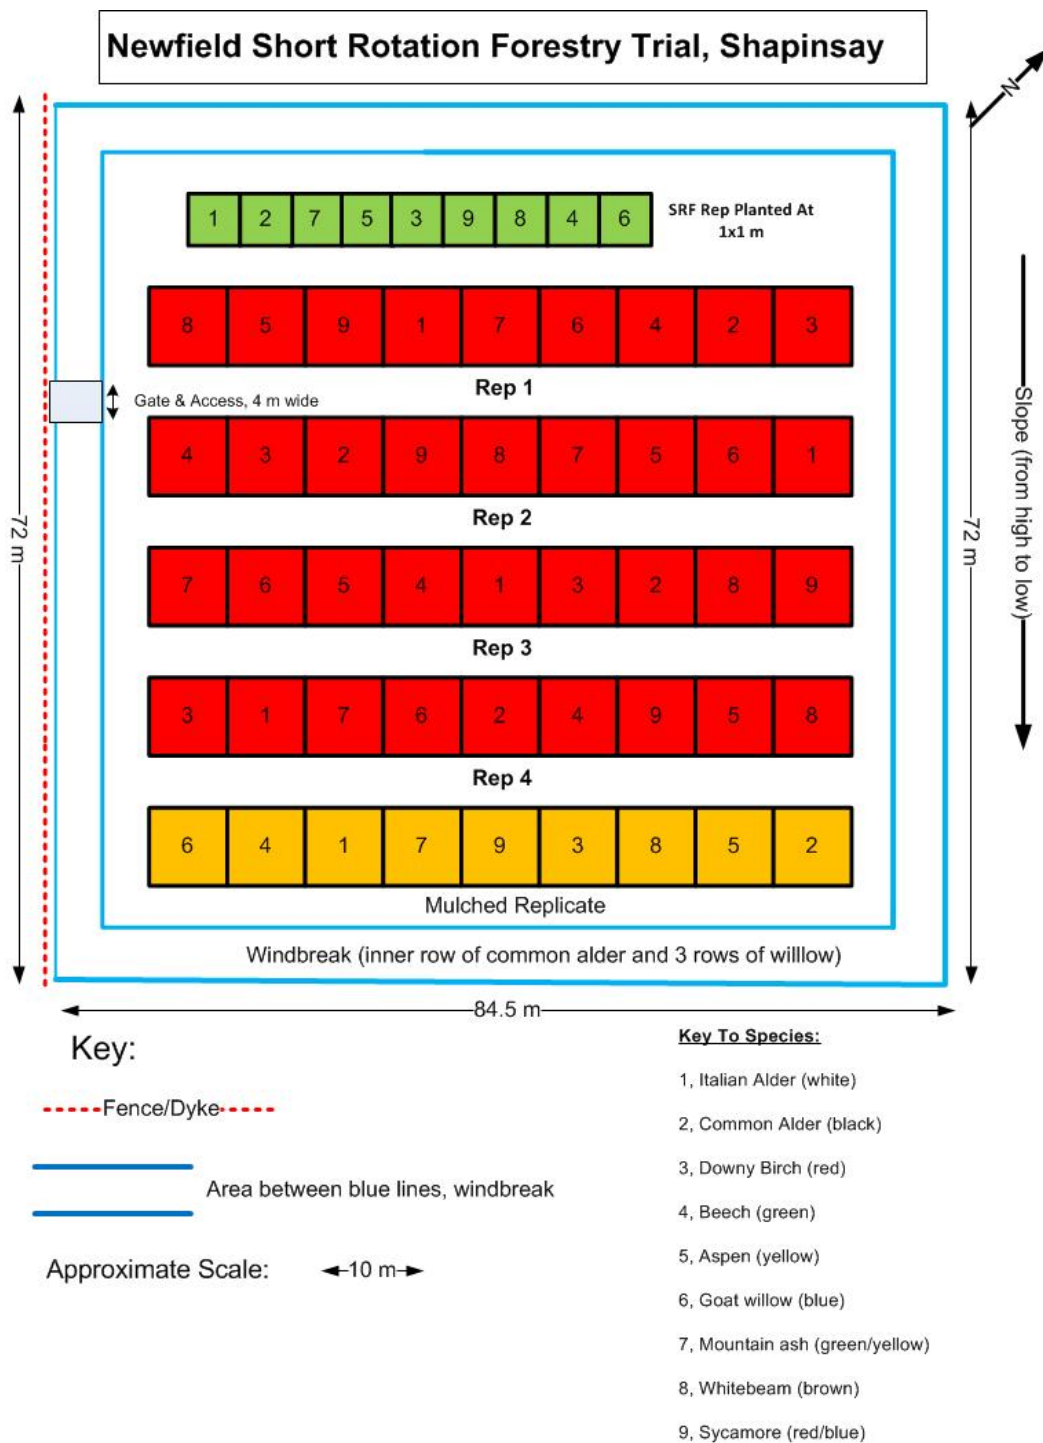 Newfield Short Rotation Forestry Trial, Shapinsay
N
1 2 7 5 3 9 8 4 6
SRF Rep Planted At
1x1 m
8 5 9 1 7 6 4 2 3
Rep 1
Gate & Access, 4 m wide
4 3 2 9 8 7 5 6 1
Rep 2
7 6 5 4 1 3 2 8 9
Rep 3
3 1 7 6 2 4 9 5 8
Rep 4
6 4 1 7 9 3 8 5 2
Mulched Replicate
Windbreak (inner row of common alder and 3 rows of willlow)
72 m
72 m
Slope (from high to low)
84.5 m
Key:
Fence/Dyke
Area between blue lines, windbreak
Approximate Scale:
10 m
Key To Species:
1, Italian Alder (white)
2, Common Alder (black)
3, Downy Birch (red)
4, Beech (green)
5, Aspen (yellow)
6, Goat willow (blue)
7, Mountain ash (green/yellow)
8, Whitebeam (brown)
9, Sycamore (red/blue)